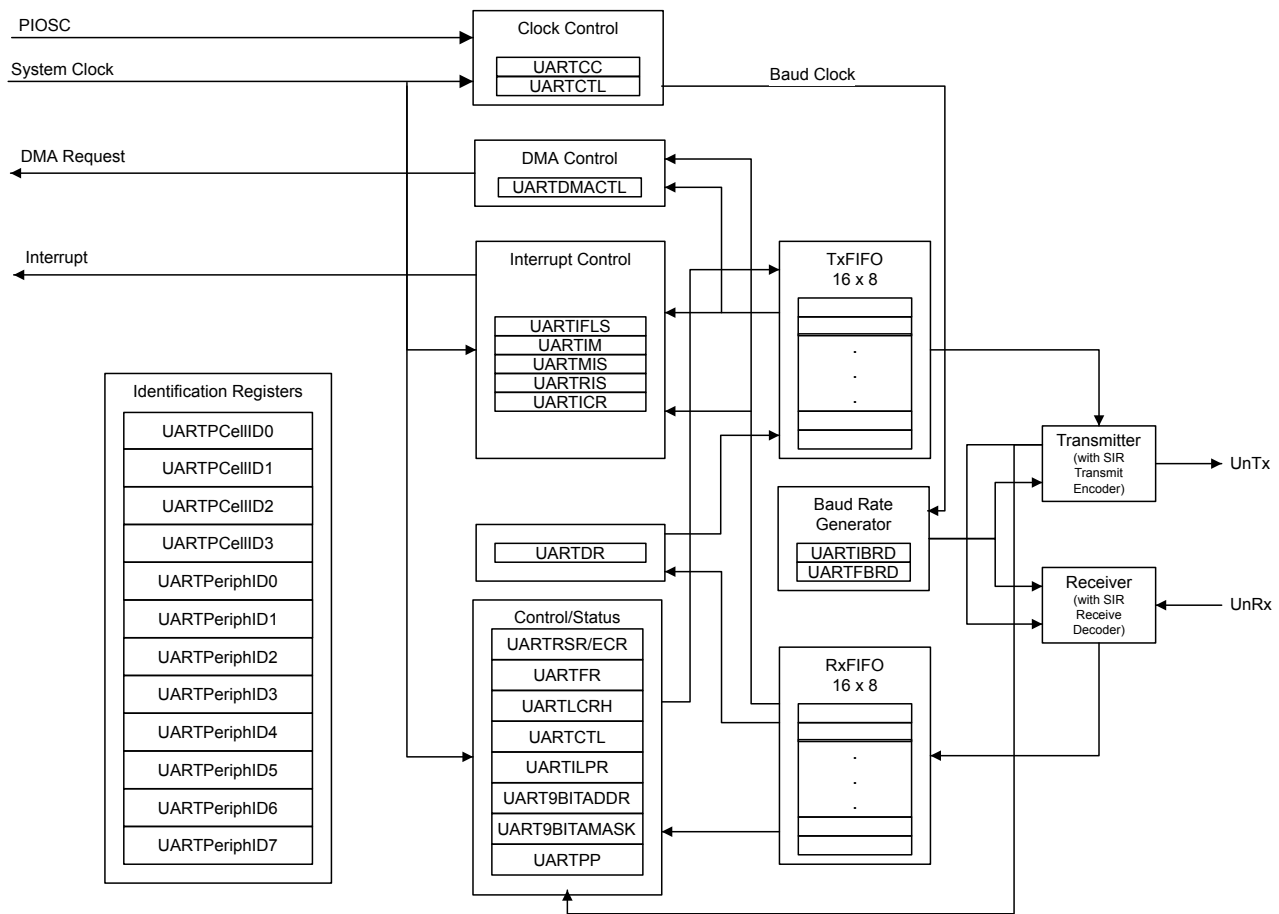 PIOSC
System Clock
DMA Request
Interrupt
Clock Control
UARTCC
UARTCTL
Baud Clock
DMA Control
UARTDMACTL
Interrupt Control
UARTIFLS
UARTIM
UARTMIS
UARTRIS
UARTICR
TxFIFO
16 x 8
.
.
.
Identification Registers
UARTPCellID0
UARTPCellID1
UARTPCellID2
UARTPCellID3
UARTPeriphID0
UARTPeriphID1
UARTPeriphID2
UARTPeriphID3
UARTPeriphID4
UARTPeriphID5
UARTPeriphID6
UARTPeriphID7
UARTDR
Baud Rate
Generator
UARTIBRD
UARTFBRD
Transmitter
(with SIR
Transmit
Encoder)
UnTx
Receiver
(with SIR
Receive
Decoder)
UnRx
Control/Status
UARTRSR/ECR
UARTFR
UARTLCRH
UARTCTL
UARTILPR
UART9BITADDR
UART9BITAMASK
UARTPP
RxFIFO
16 x 8
.
.
.